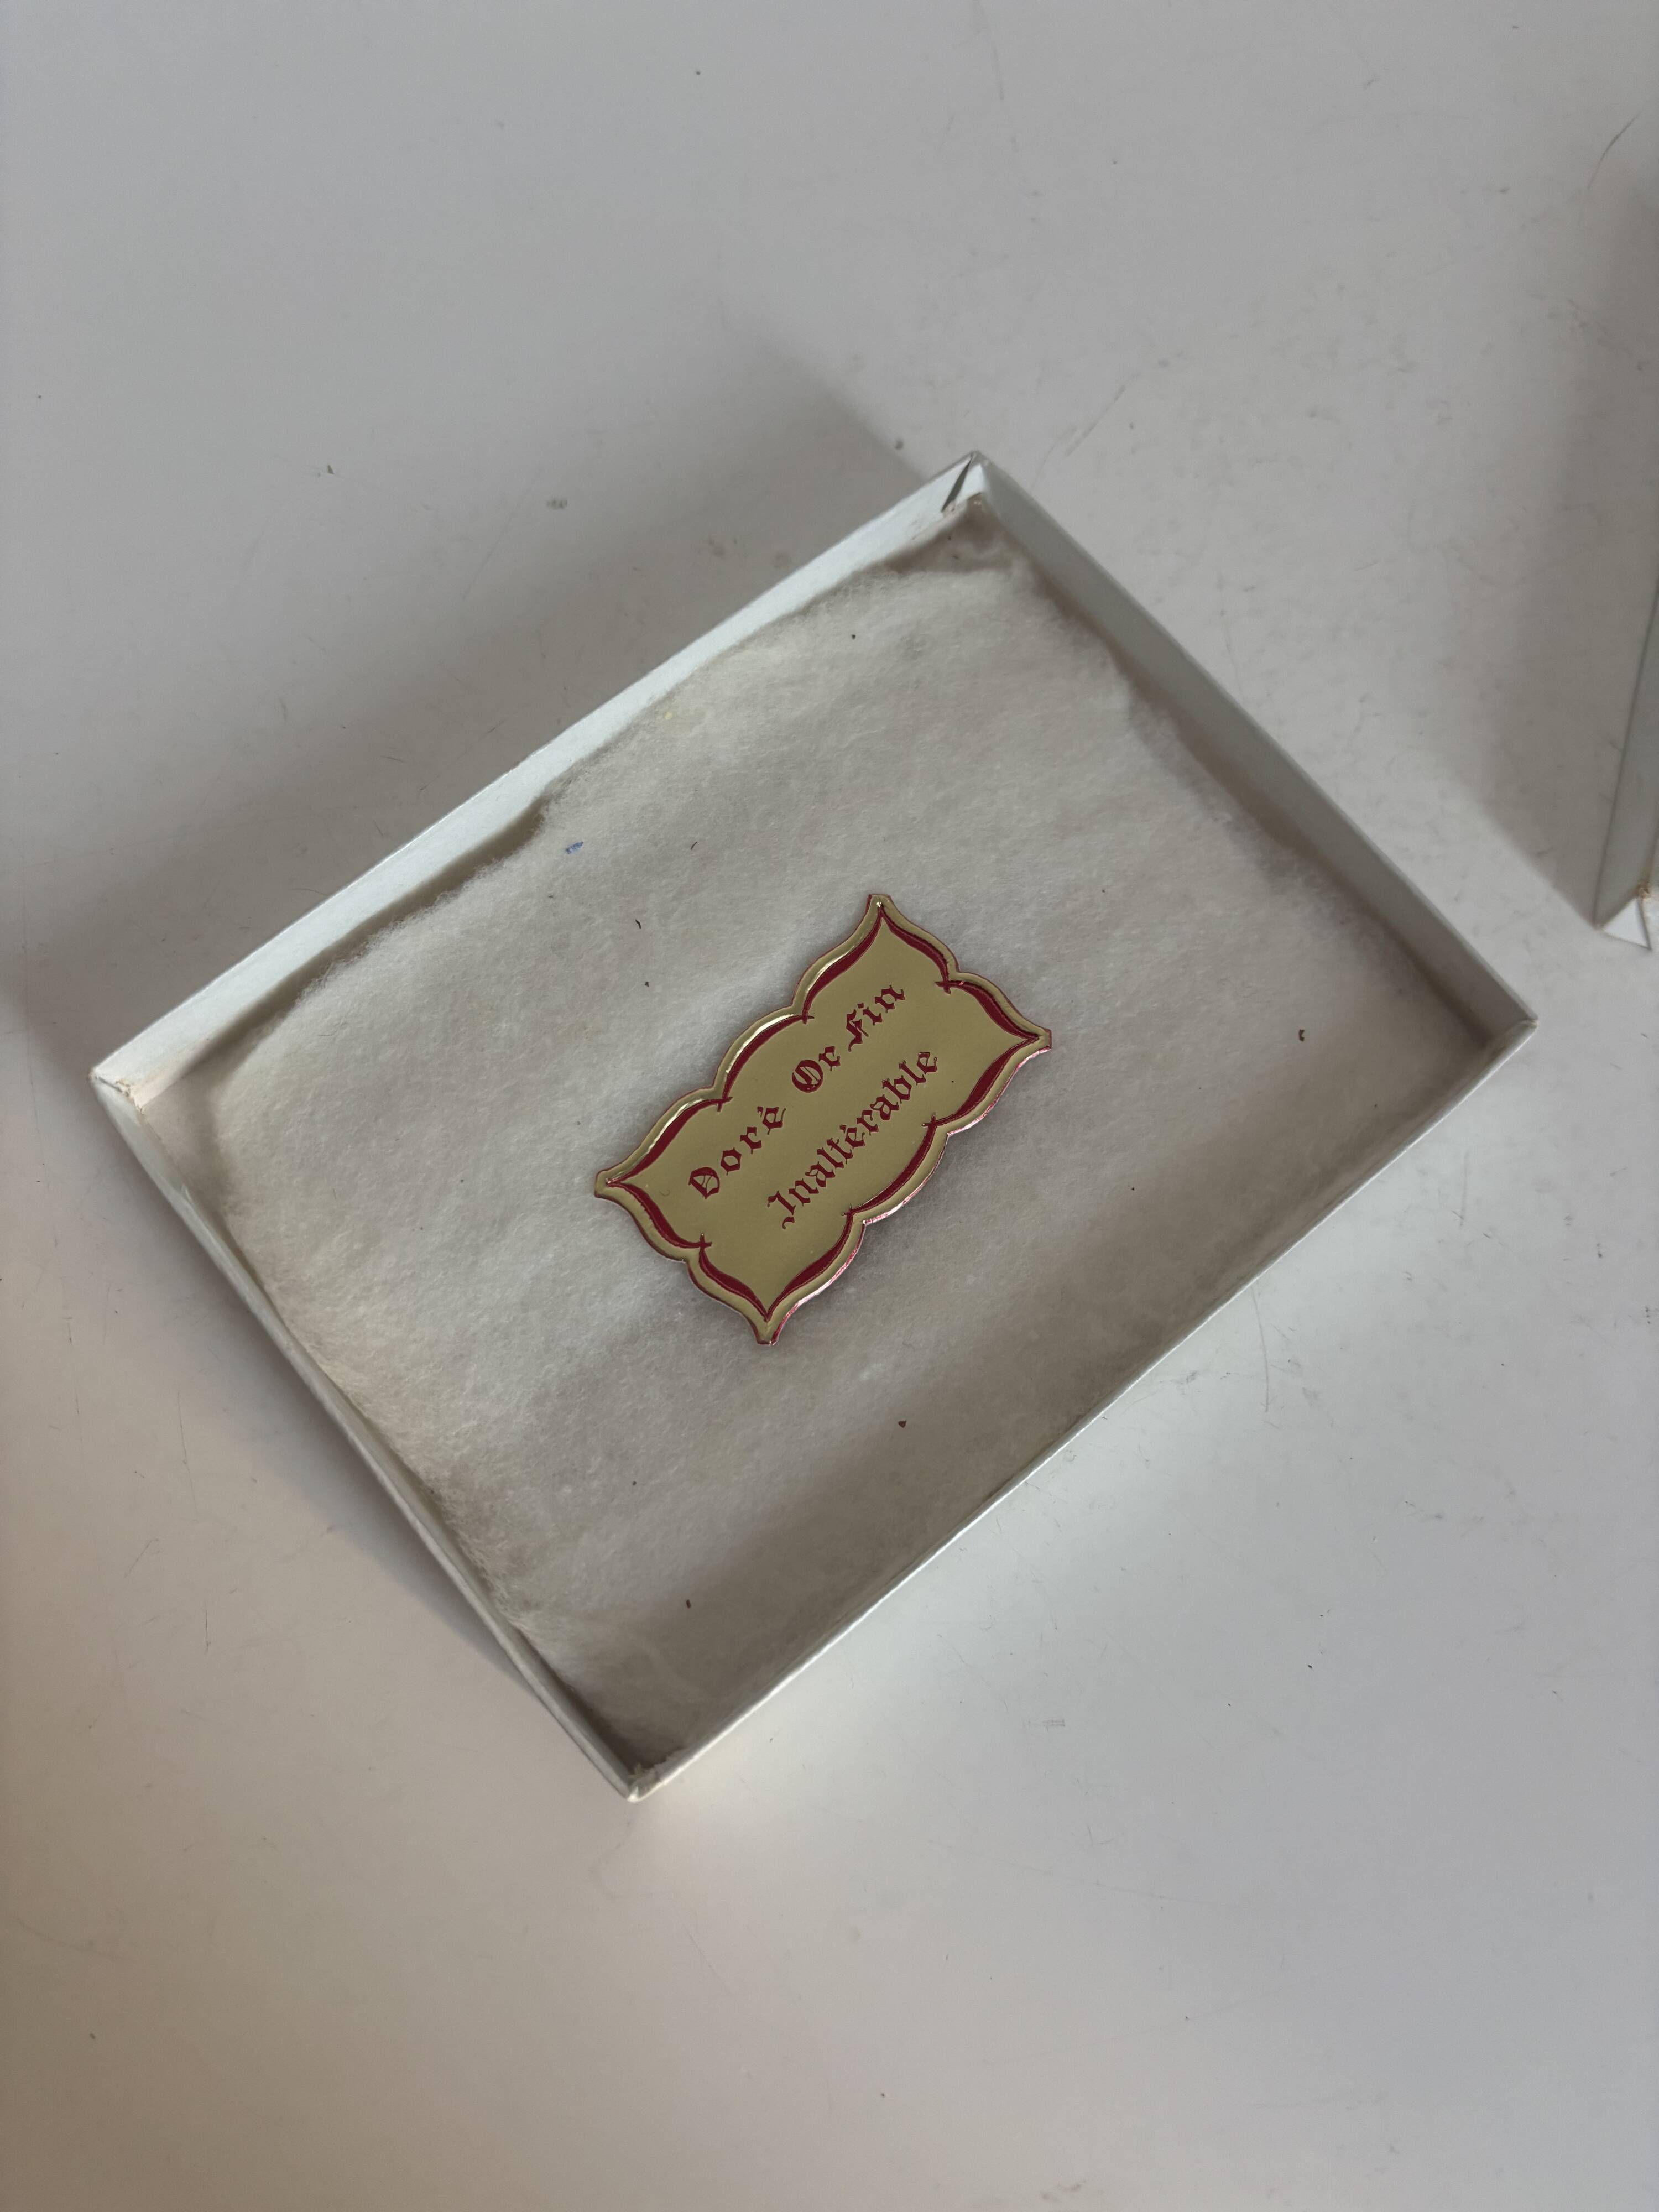 Doré Or Fin
Inaltérable